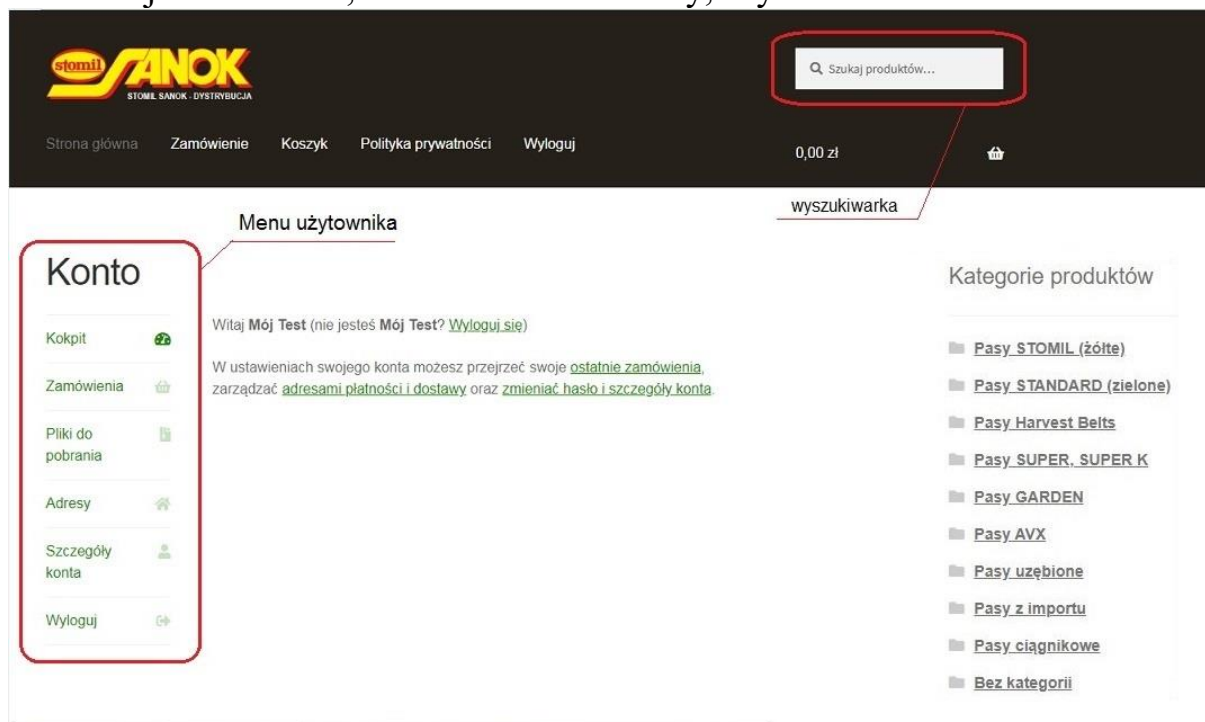 stomil SANOK
STOMIL SANOK - DYSTRYBUCJA
Szukaj produktów...
Strona główna Zamówienie Koszyk Polityka prywatności Wyloguj
0,00 zł
wyszukiwarka
Menu użytownika
Konto
Kokpit
Zamówienia
Pliki do
pobrania
Adresy
Szczegóły
konta
Wyloguj
Witaj Mój Test (nie jesteś Mój Test? Wyloguj się)
W ustawieniach swojego konta możesz przejrzeć swoje ostatnie zamówienia,
zarządzać adresami płatności i dostawy oraz zmieniać hasło i szczegóły konta.
Kategorie produktów
Pasy STOMIL (żółte)
Pasy STANDARD (zielone)
Pasy Harvest Belts
Pasy SUPER, SUPER K
Pasy GARDEN
Pasy AVX
Pasy uzębione
Pasy z importu
Pasy ciągnikowe
Bez kategorii